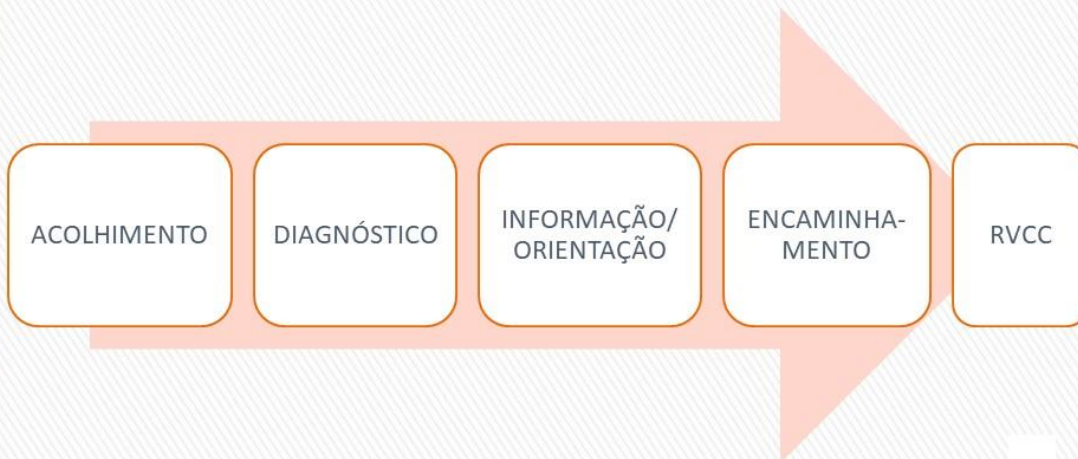 ACOLHIMENTO
DIAGNÓSTICO
INFORMAÇÃO/
ORIENTAÇÃO
ENCAMINHA-
MENTO
RVCC